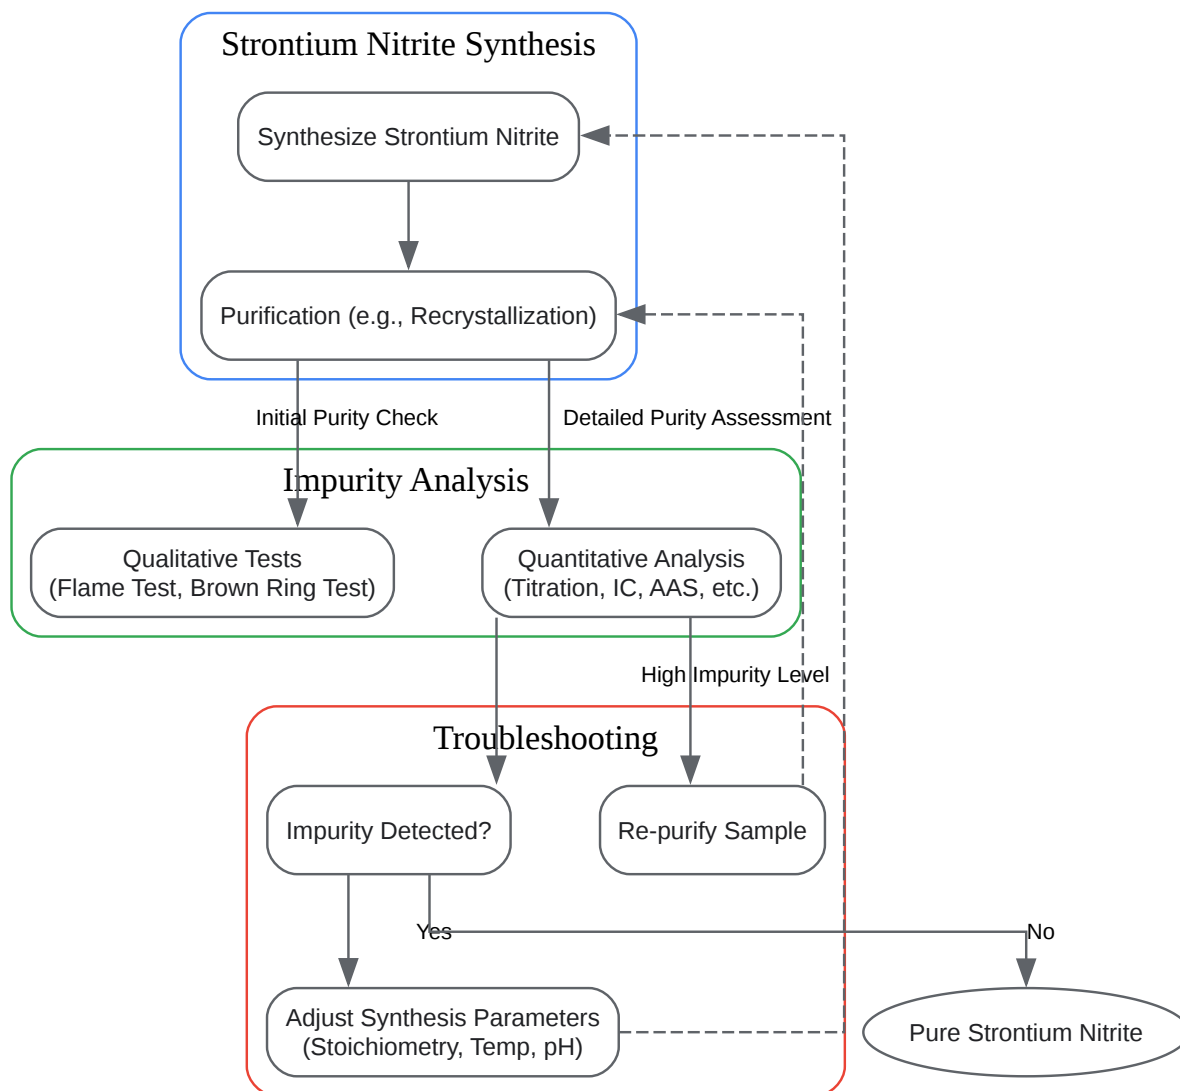 Strontium Nitrite Synthesis
Synthesize Strontium Nitrite
Purification (e.g., Recrystallization)
Initial Purity Check
Detailed Purity Assessment
Impurity Analysis
Qualitative Tests
(Flame Test, Brown Ring Test)
Quantitative Analysis
(Titration, IC, AAS, etc.)
High Impurity Level
Troubleshooting
Impurity Detected?
Re-purify Sample
Yes
No
Adjust Synthesis Parameters
(Stoichiometry, Temp, pH)
Pure Strontium Nitrite